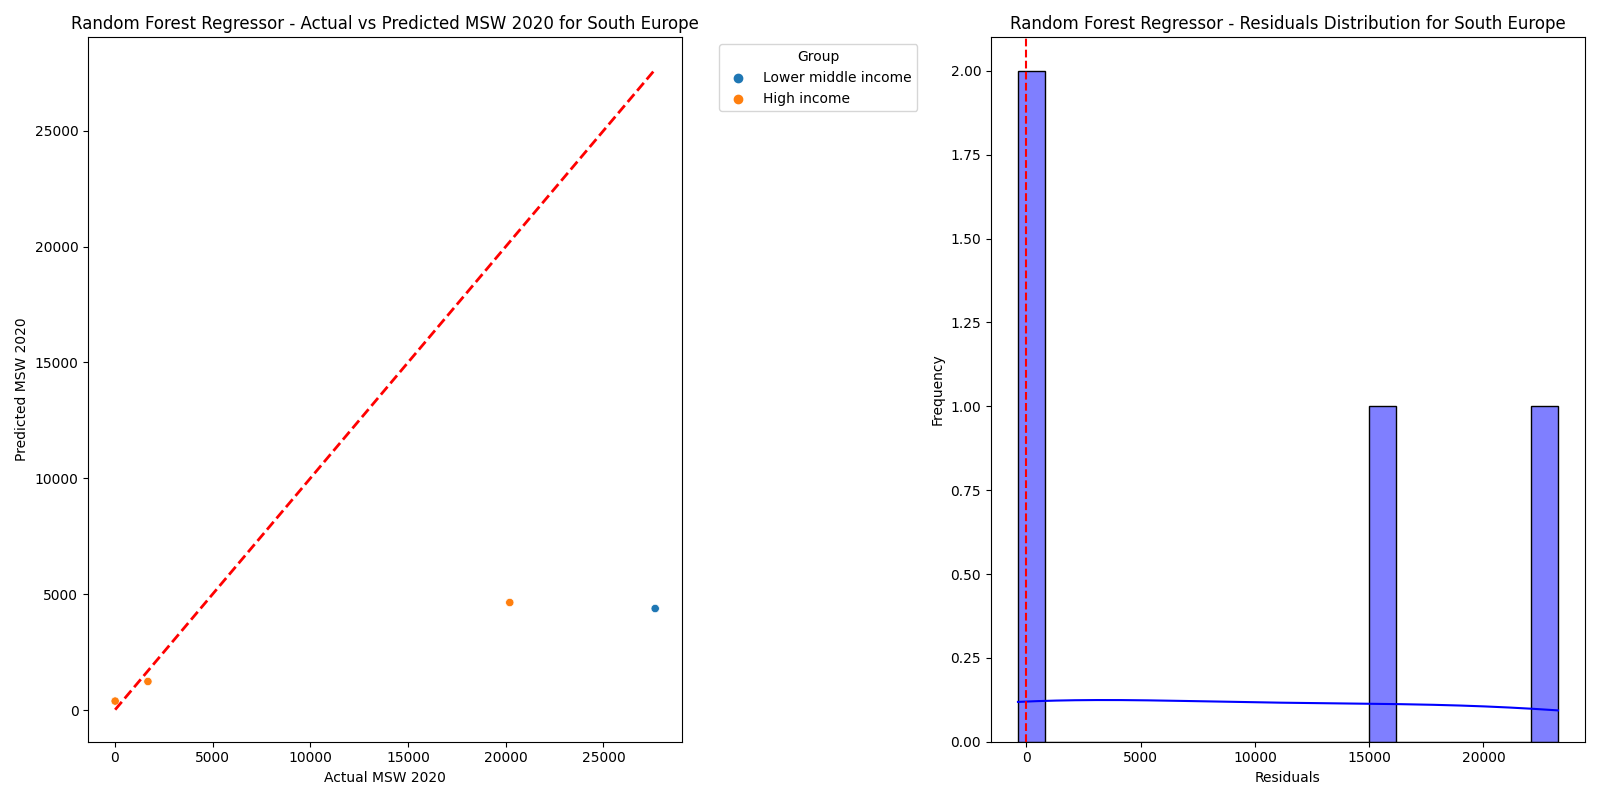 Random Forest Regressor - Actual vs Predicted MSW 2020 for South Europe
25000
20000
15000
10000
5000
0
Predicted MSW 2020
0 5000 10000 15000 20000 25000
Actual MSW 2020
Group
Lower middle income
High income
Random Forest Regressor - Residuals Distribution for South Europe
2.00
1.75
1.50
1.25
1.00
0.75
0.50
0.25
0.00
Frequency
0 5000 10000 15000 20000
Residuals